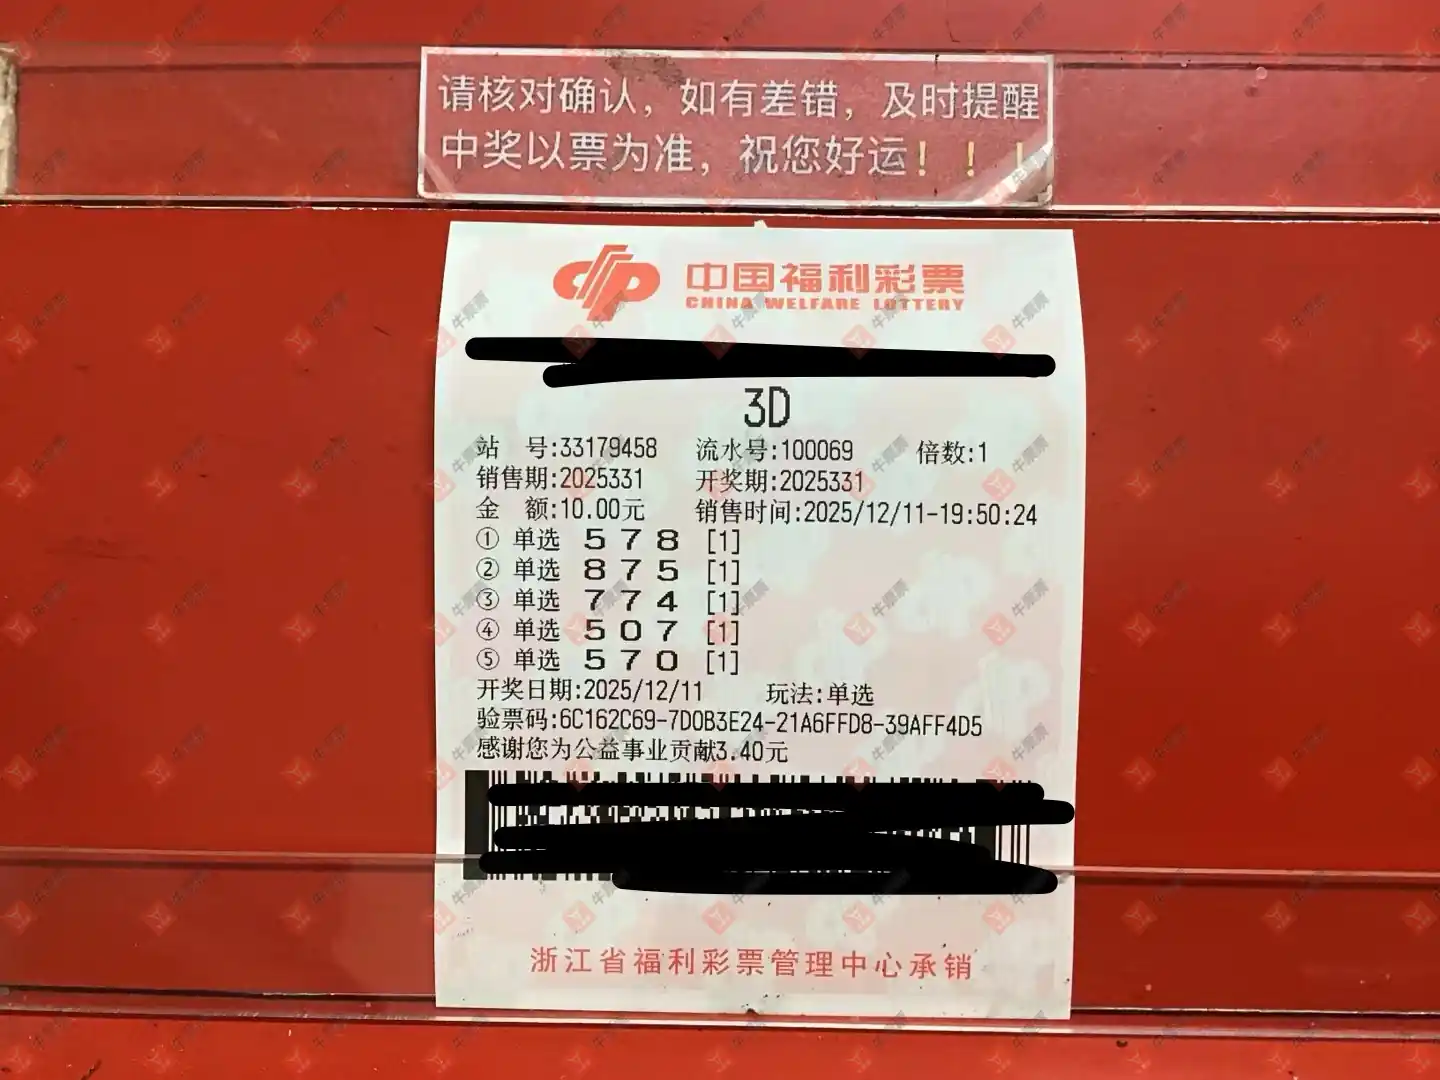 请核对确认，如有差错，及时提醒
中奖以票为准，祝您好运！！！
中国福利彩票
CHINA WELFARE LOTTERY
3D
站 号:33179458 流水号:100069 倍数:1
销售期:2025331 开奖期:2025331
金 额:10.00元 销售时间:2025/12/11-19:50:24
① 单选 5 7 8 [1]
② 单选 8 7 5 [1]
③ 单选 7 7 4 [1]
④ 单选 5 0 7 [1]
⑤ 单选 5 7 0 [1]
开奖日期:2025/12/11 玩法:单选
验票码:6C162C69-7D0B3E24-21A6FFD8-39AFF4D5
感谢您为公益事业贡献3.40元
浙江省福利彩票管理中心承销
牛票票